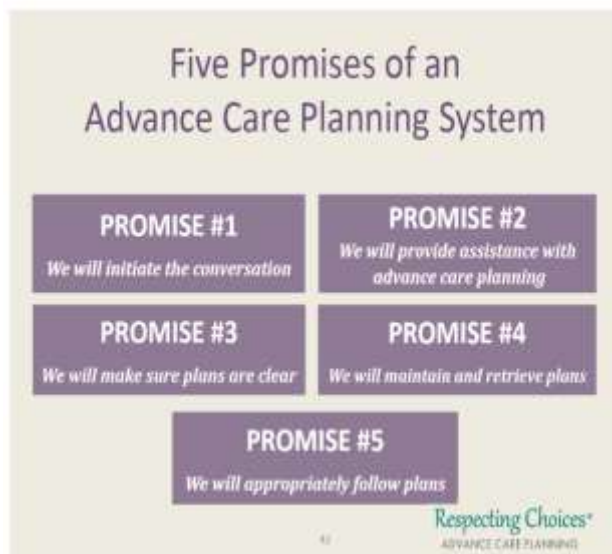 Five Promises of an
Advance Care Planning System
PROMISE #1
We will initiate the conversation
PROMISE #2
We will provide assistance with
advance care planning
PROMISE #3
We will make sure plans are clear
PROMISE #4
We will maintain and retrieve plans
PROMISE #5
We will appropriately follow plans
Respecting Choices®
ADVANCE CARE PLANNING